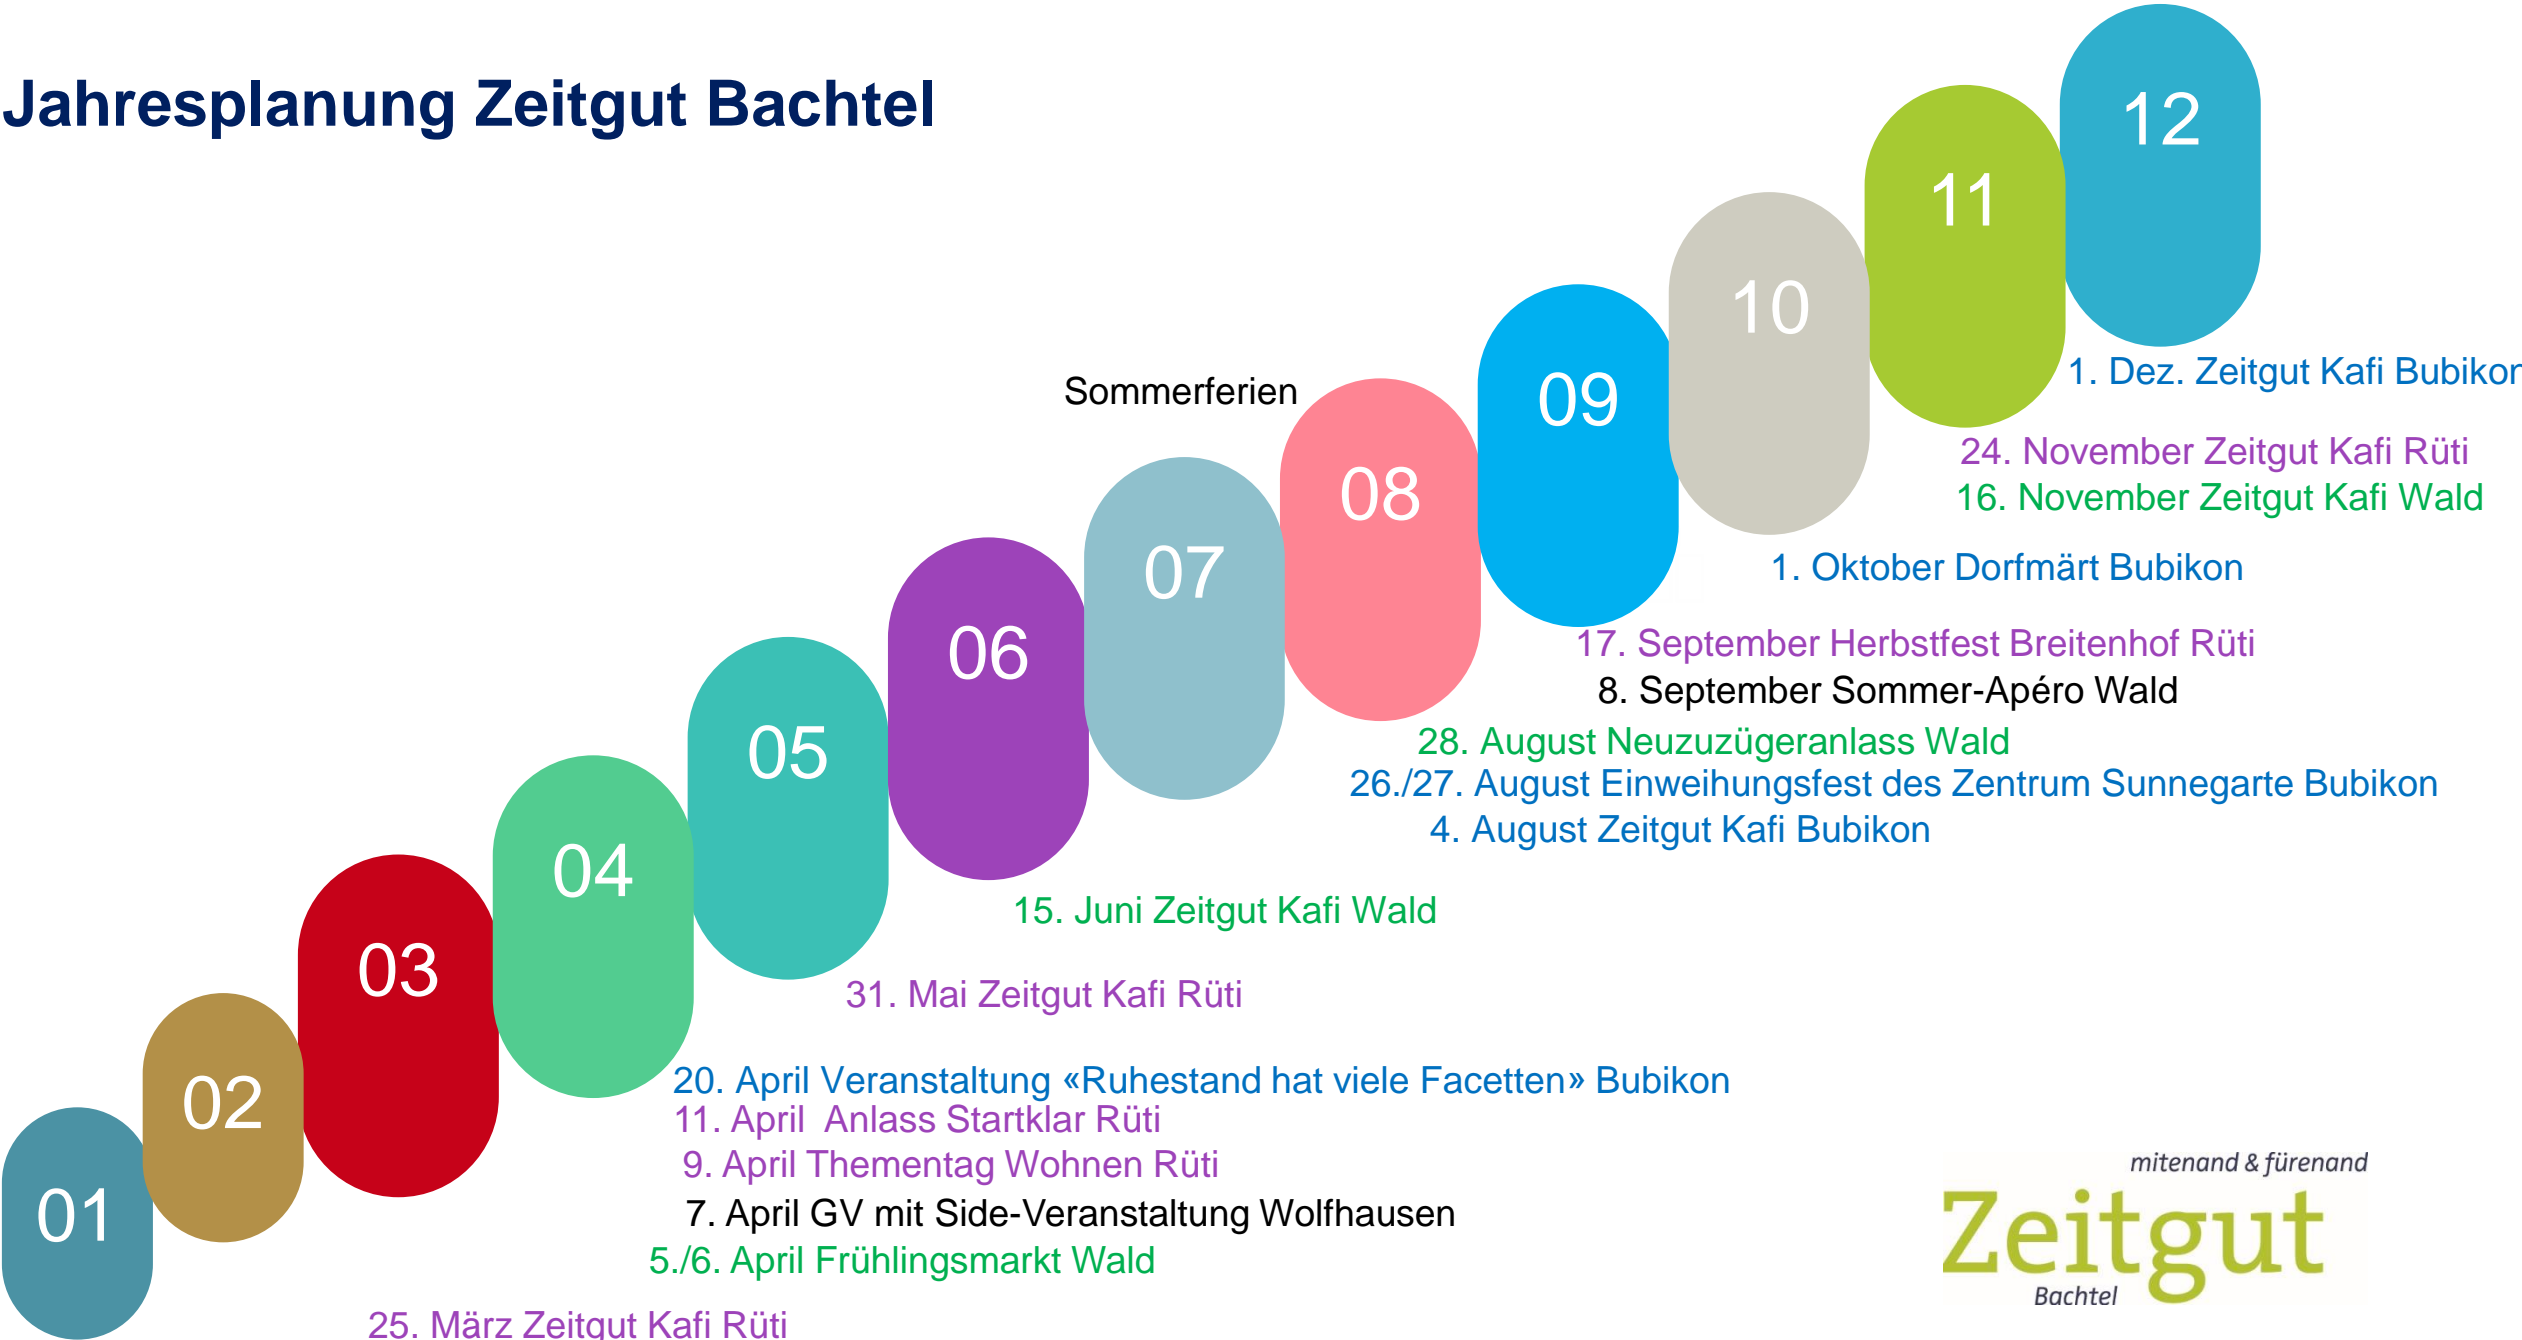 Jahresplanung Zeitgut Bachtel
12
11
10
09
Sommerferien
08
07
06
05
04
03
02
01
1. Dez. Zeitgut Kafi Bubikon
24. November Zeitgut Kafi Rüti
16. November Zeitgut Kafi Wald
1. Oktober Dorfmärt Bubikon
17. September Herbstfest Breitenhof Rüti
8. September Sommer-Apéro Wald
28. August Neuzuzügeranlass Wald
26./27. August Einweihungsfest des Zentrum Sunnegarte Bubikon
4. August Zeitgut Kafi Bubikon
15. Juni Zeitgut Kafi Wald
31. Mai Zeitgut Kafi Rüti
20. April Veranstaltung «Ruhestand hat viele Facetten» Bubikon
11. April  Anlass Startklar Rüti
9. April Thementag Wohnen Rüti
7. April GV mit Side-Veranstaltung Wolfhausen
5./6. April Frühlingsmarkt Wald
25. März Zeitgut Kafi Rüti
mitenand & fürenand
Zeitgut
Bachtel